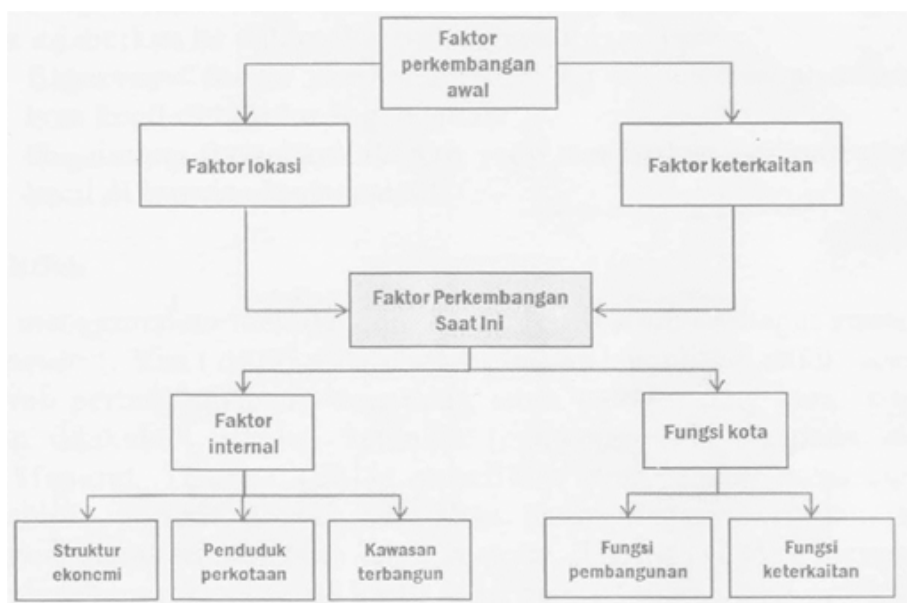 Faktor
perkembangan
awal
Faktor lokasi
Faktor keterkaitan
Faktor Perkembangan
Saat Ini
Faktor
internal
Fungsi kota
Struktur
ekonomi
Penduduk
perkotaan
Kawasan
terbangun
Fungsi
pembangunan
Fungsi
keterkaitan